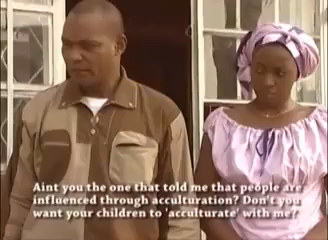 Aint you the one that told me that people are
influenced through acculturation? Don't you
want your children to 'acculturate' with me?